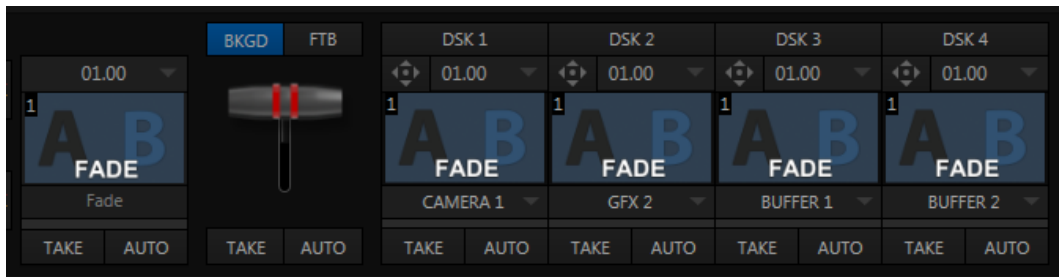 BKGD FTB DSK 1 DSK 2 DSK 3 DSK 4
01.00 01.00 01.00 01.00 01.00
1 1 1 1 1
A B A B A B A B A B
FADE FADE FADE FADE FADE
Fade CAMERA 1 GFX 2 BUFFER 1 BUFFER 2
TAKE AUTO TAKE AUTO TAKE AUTO TAKE AUTO TAKE AUTO TAKE AUTO